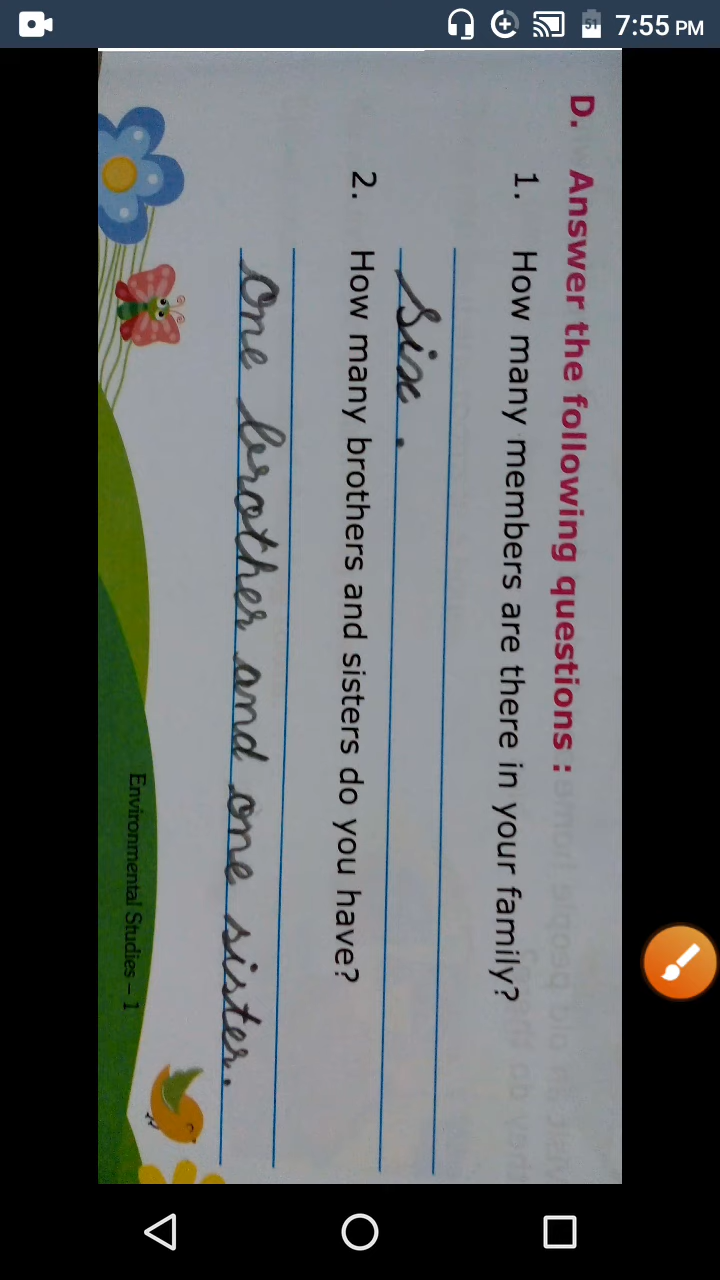 51 7:55 PM
D. Answer the following questions :
1. How many members are there in your family?
Six.
2. How many brothers and sisters do you have?
One brother and one sister.
Environmental Studies – 1